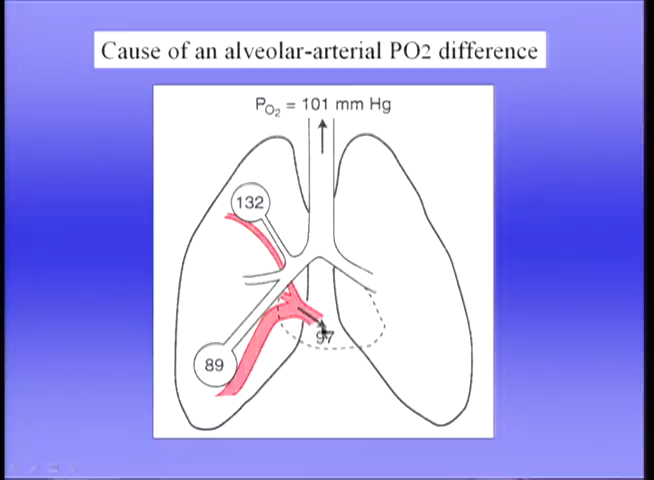 Cause of an alveolar-arterial PO2 difference
PO2 = 101 mm Hg
132
97
89